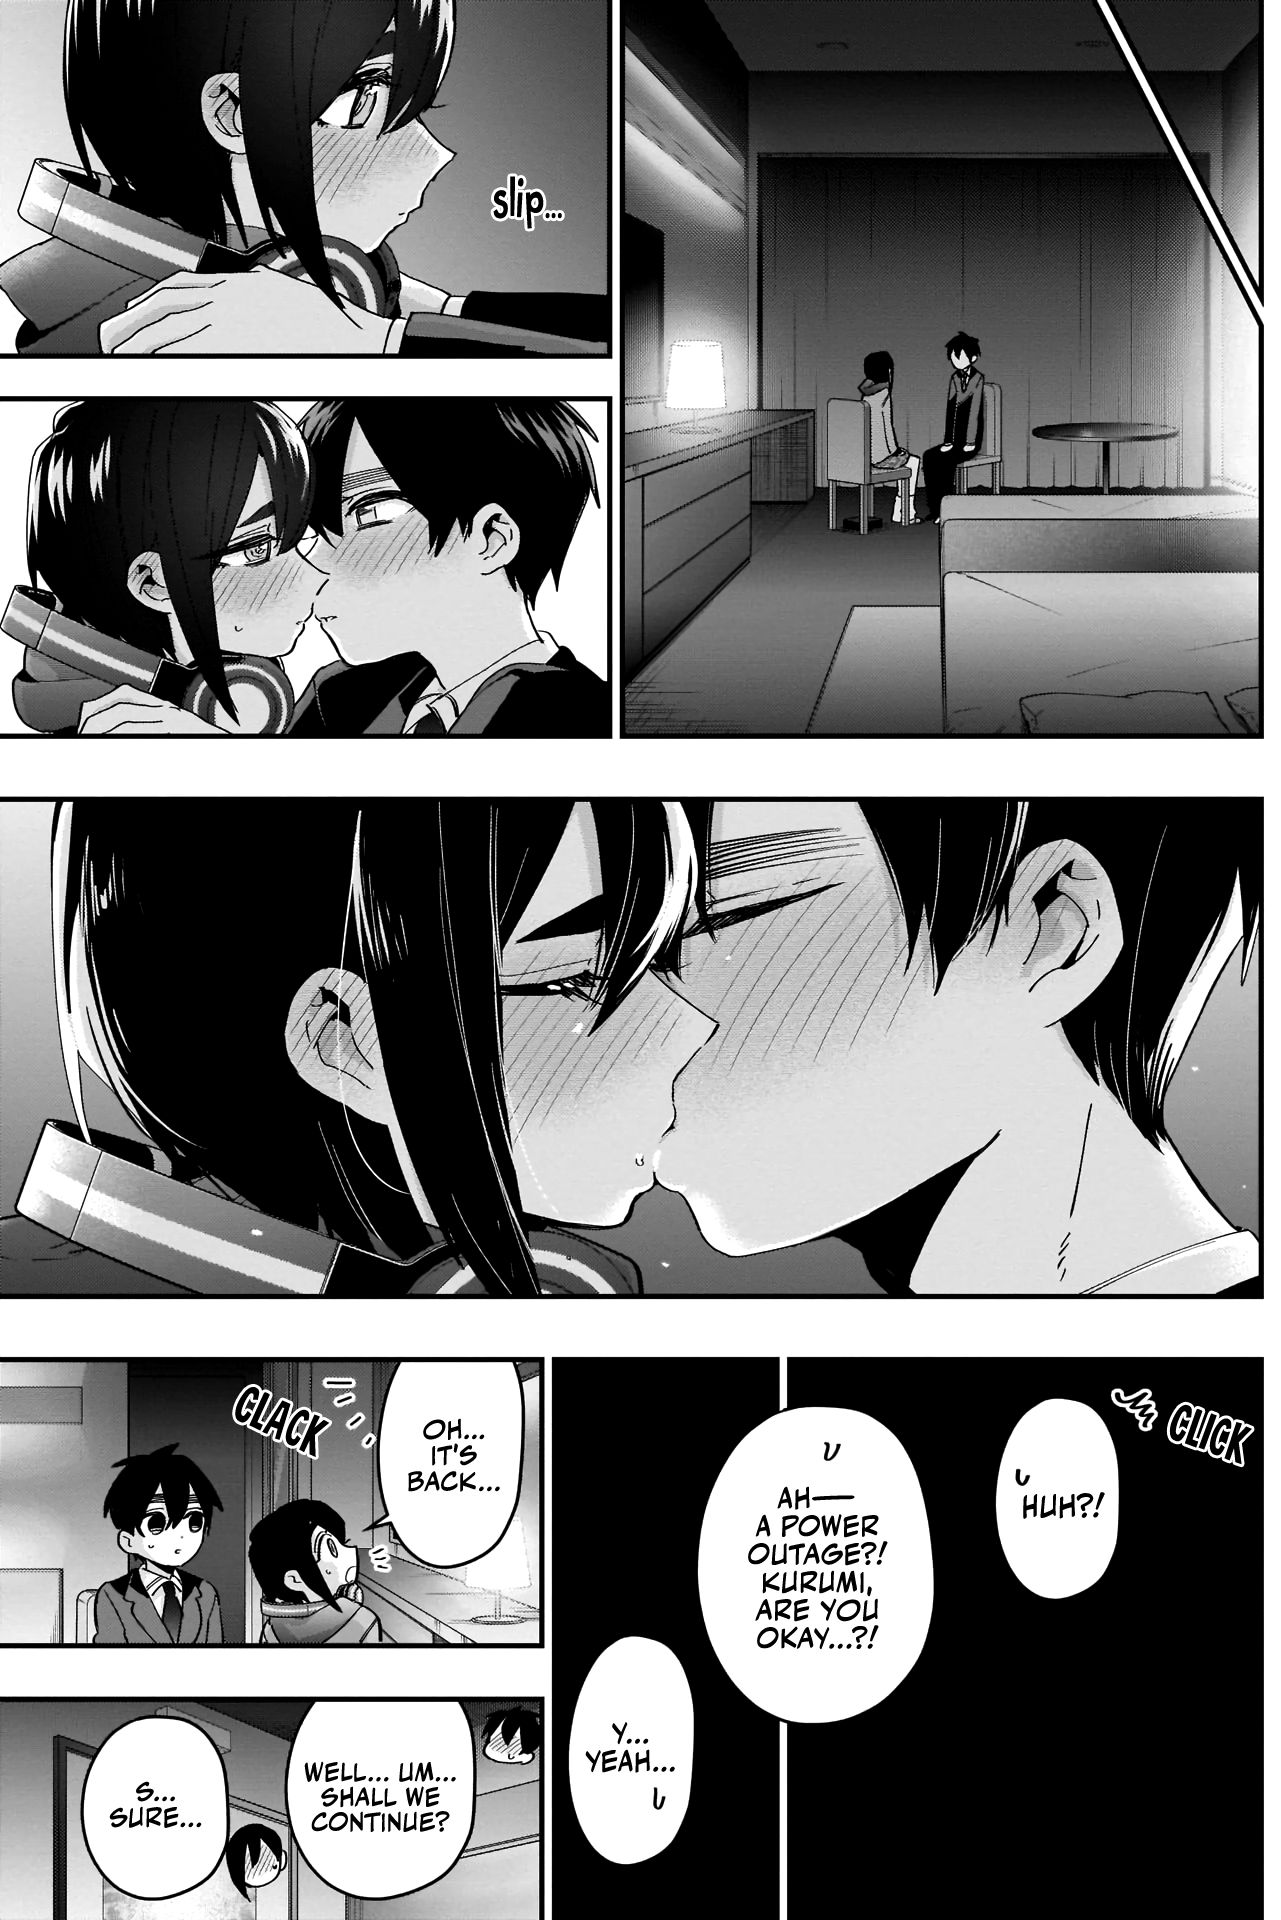 slip...
CLICK
HUH?!
AH—
A POWER
OUTAGE?!
KURUMI,
ARE YOU
OKAY...?!
Y...
YEAH...
OH...
IT'S
BACK...
CLACK
WELL... UM...
SHALL WE
CONTINUE?
S...
SURE...